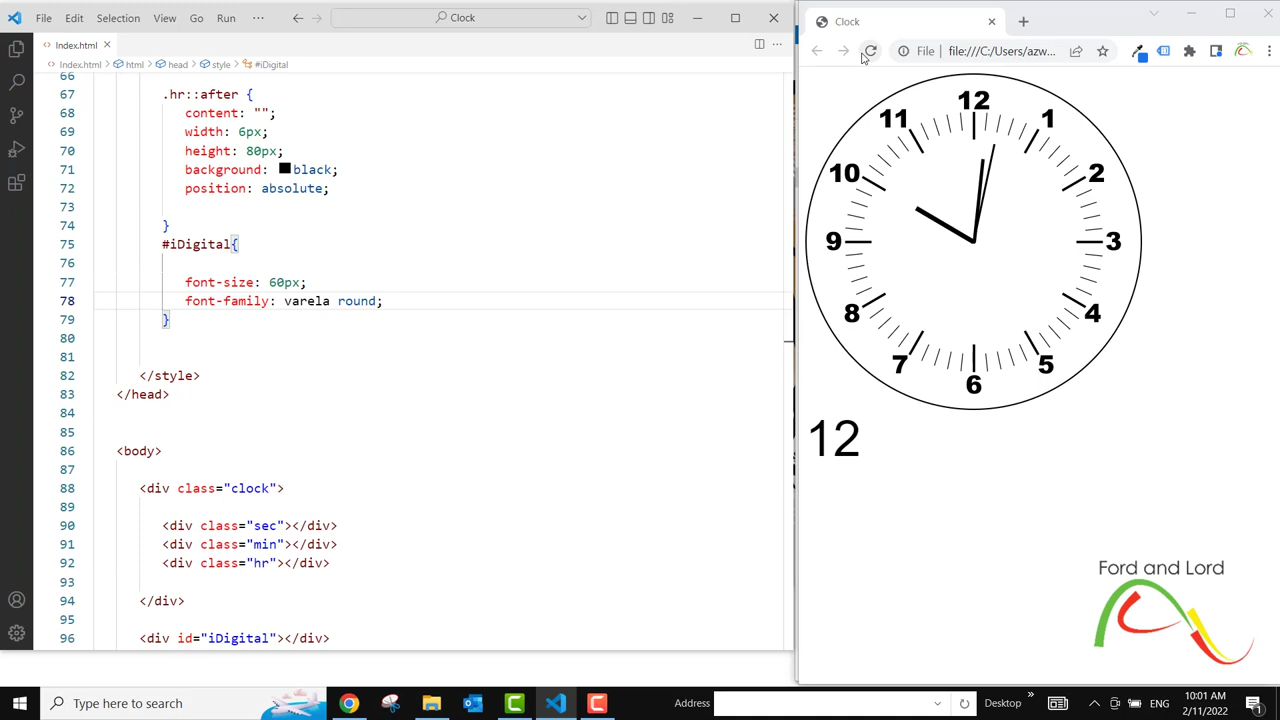 File Edit Selection View Go Run ··· Clock
Index.html
Index.html > html > head > style > #iDigital
66
67 .hr::after {
68 content: "";
69 width: 6px;
70 height: 80px;
71 background: black;
72 position: absolute;
73
74 }
75 #iDigital{
76
77 font-size: 60px;
78 font-family: varela round;
79 }
80
81
82 </style>
83 </head>
84
85
86 <body>
87
88 <div class="clock">
89
90 <div class="sec"></div>
91 <div class="min"></div>
92 <div class="hr"></div>
93
94 </div>
95
96 <div id="iDigital"></div>
Clock
File file:///C:/Users/azw...
12
11 1
10 2
9 3
8 4
7 5
6
12
Ford and Lord
Type here to search
Address
Desktop
10:01 AM
2/11/2022
1